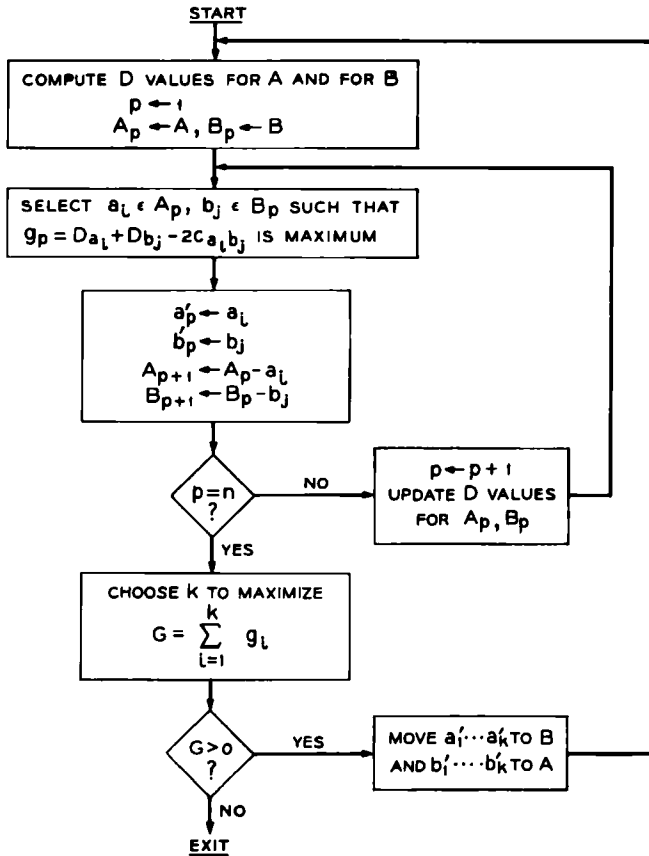 START
COMPUTE D VALUES FOR A AND FOR B
p ← 1
A_p ← A, B_p ← B
SELECT a_i ϵ A_p, b_j ϵ B_p SUCH THAT
g_p = D_{a_i} + D_{b_j} - 2C_{a_i b_j} IS MAXIMUM
a'_p ← a_i
b'_p ← b_j
A_{p+1} ← A_p - a_i
B_{p+1} ← B_p - b_j
p = n
?
NO
p ← p + 1
UPDATE D VALUES
FOR A_p, B_p
YES
CHOOSE k TO MAXIMIZE
G = \sum_{i=1}^{k} g_i
G > 0
?
YES
MOVE a'_1 ··· a'_k TO B
AND b'_1 ···· b'_k TO A
NO
EXIT